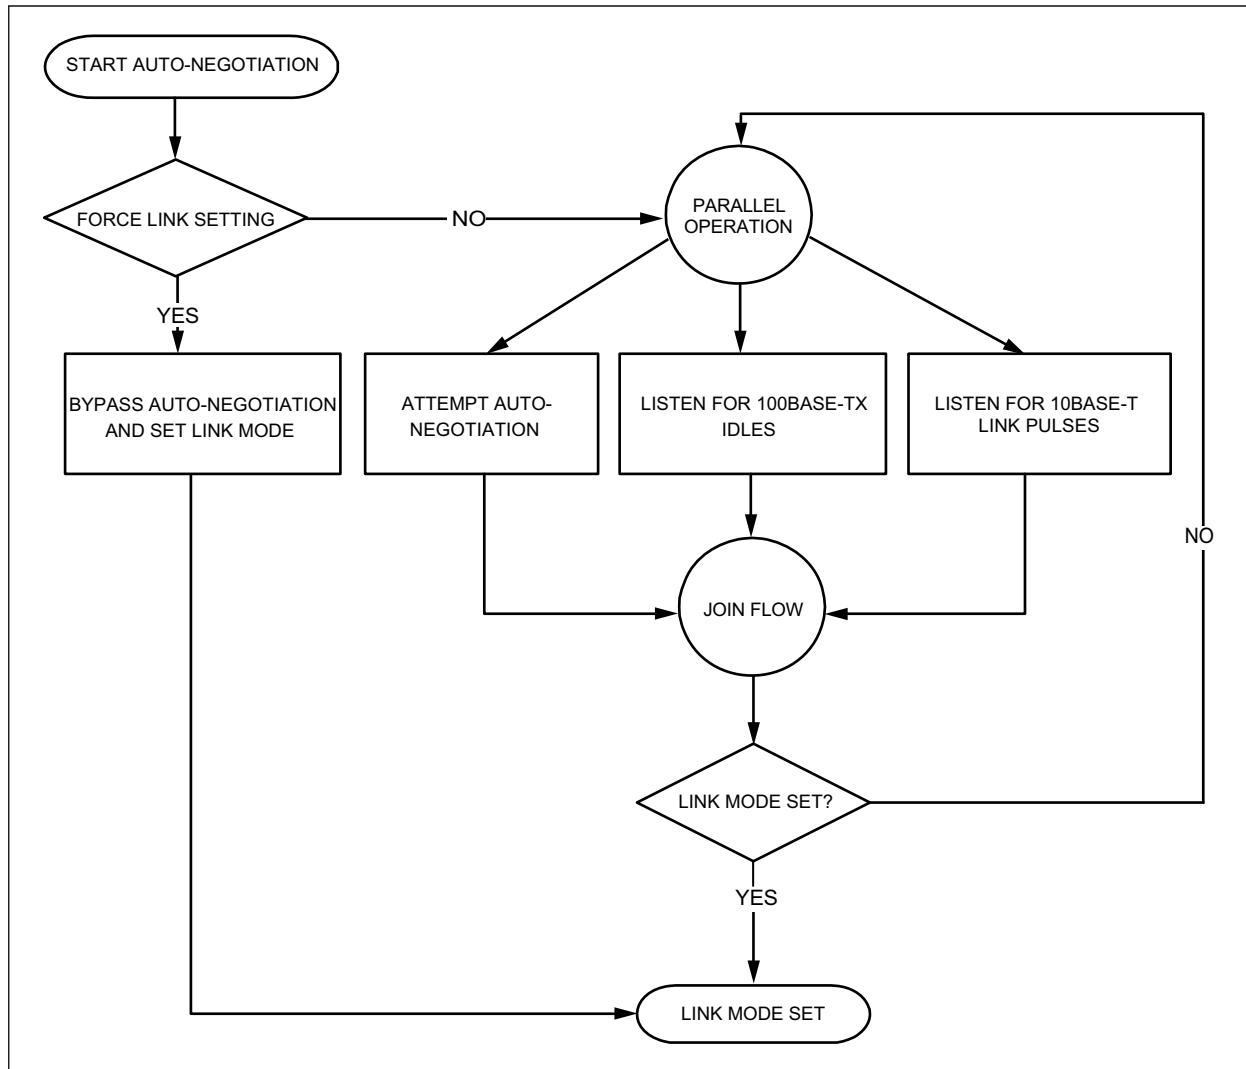 START AUTO-NEGOTIATION
FORCE LINK SETTING
NO
PARALLEL
OPERATION
YES
BYPASS AUTO-NEGOTIATION
AND SET LINK MODE
ATTEMPT AUTO-
NEGOTIATION
LISTEN FOR 100BASE-TX
IDLES
LISTEN FOR 10BASE-T
LINK PULSES
NO
JOIN FLOW
LINK MODE SET?
YES
LINK MODE SET